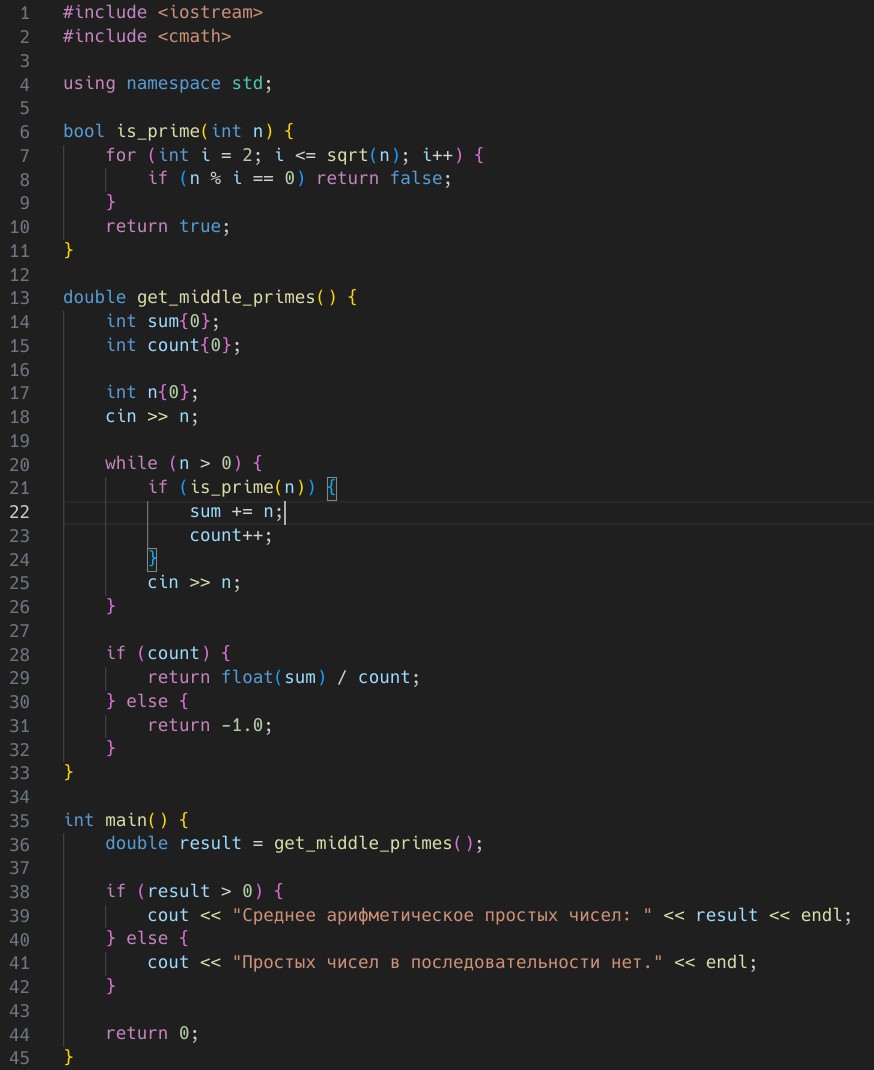 1 #include <iostream>
2 #include <cmath>
3
4 using namespace std;
5
6 bool is_prime(int n) {
7     for (int i = 2; i <= sqrt(n); i++) {
8         if (n % i == 0) return false;
9     }
10     return true;
11 }
12
13 double get_middle_primes() {
14     int sum{0};
15     int count{0};
16
17     int n{0};
18     cin >> n;
19
20     while (n > 0) {
21         if (is_prime(n)) {
22             sum += n;
23             count++;
24         }
25         cin >> n;
26     }
27
28     if (count) {
29         return float(sum) / count;
30     } else {
31         return -1.0;
32     }
33 }
34
35 int main() {
36     double result = get_middle_primes();
37
38     if (result > 0) {
39         cout << "Среднее арифметическое простых чисел: " << result << endl;
40     } else {
41         cout << "Простых чисел в последовательности нет." << endl;
42     }
43
44     return 0;
45 }